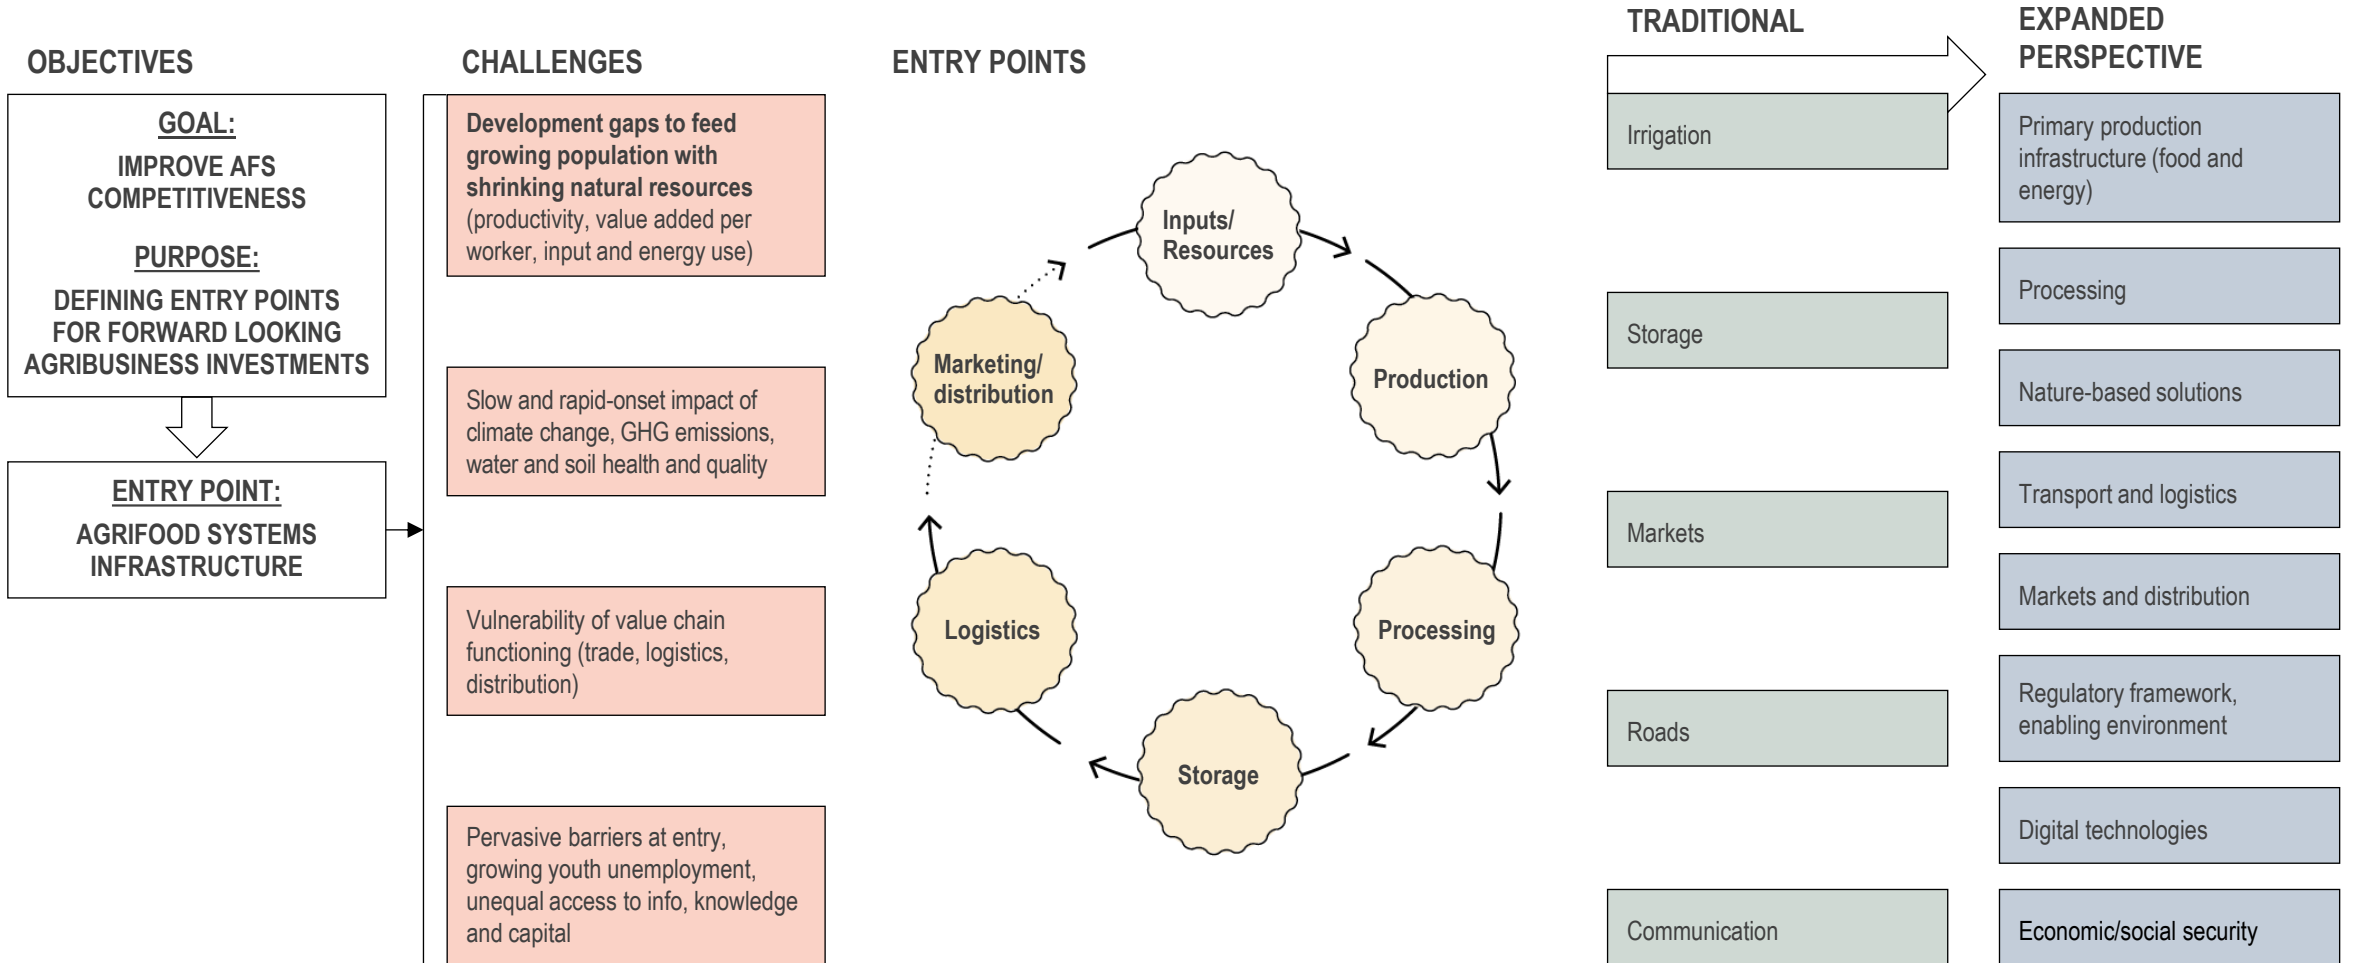 OBJECTIVES
GOAL:
IMPROVE AFS
COMPETITIVENESS
PURPOSE:
DEFINING ENTRY POINTS
FOR FORWARD LOOKING
AGRIBUSINESS INVESTMENTS
ENTRY POINT:
AGRIFOOD SYSTEMS
INFRASTRUCTURE
CHALLENGES
Development gaps to feed
growing population with
shrinking natural resources
(productivity, value added per
worker, input and energy use)
Slow and rapid-onset impact of
climate change, GHG emissions,
water and soil health and quality
Vulnerability of value chain
functioning (trade, logistics,
distribution)
Pervasive barriers at entry,
growing youth unemployment,
unequal access to info, knowledge
and capital
ENTRY POINTS
Inputs/
Resources
Production
Processing
Storage
Logistics
Marketing/
distribution
TRADITIONAL
Irrigation
Storage
Markets
Roads
Communication
EXPANDED
PERSPECTIVE
Primary production
infrastructure (food and
energy)
Processing
Nature-based solutions
Transport and logistics
Markets and distribution
Regulatory framework,
enabling environment
Digital technologies
Economic/social security